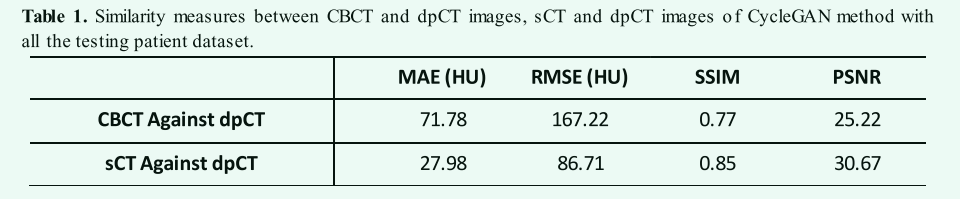 Table 1. Similarity measures between CBCT and dpCT images, sCT and dpCT images of CycleGAN method with
all the testing patient dataset.
MAE (HU) RMSE (HU) SSIM PSNR
CBCT Against dpCT 71.78 167.22 0.77 25.22
sCT Against dpCT 27.98 86.71 0.85 30.67